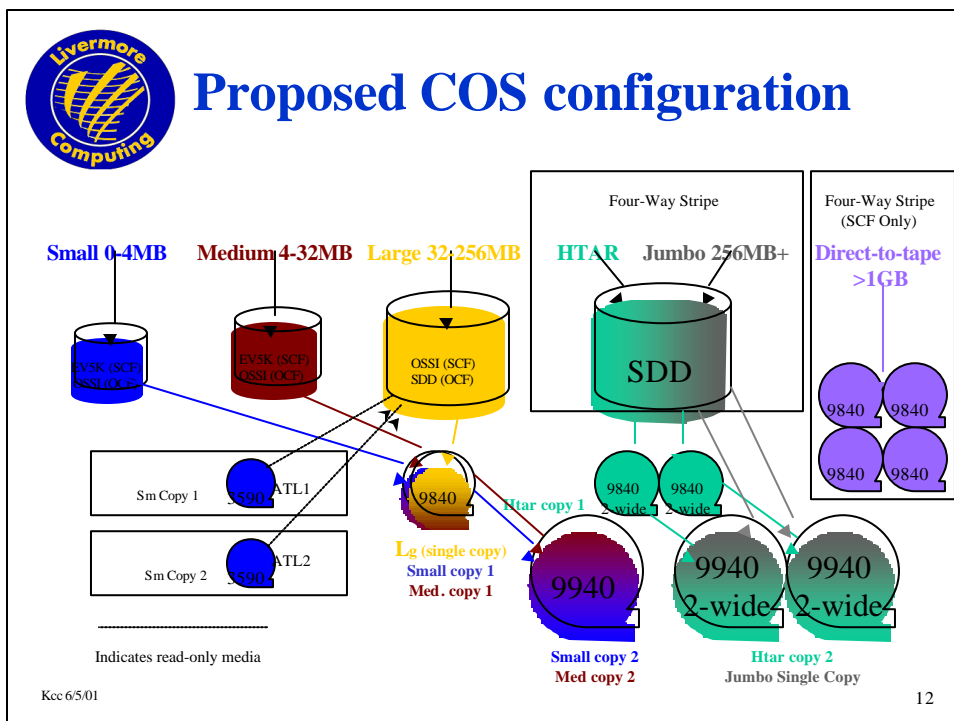 Livermore
Computing
Proposed COS configuration
Four-Way Stripe
Four-Way Stripe
(SCF Only)
Small 0-4MB
Medium 4-32MB
Large 32-256MB
HTAR
Jumbo 256MB+
Direct-to-tape
>1GB
EV5K (SCF)
OSSI (OCF)
EV5K (SCF)
OSSI (OCF)
OSSI (SCF)
SDD (OCF)
SDD
9840
9840
9840
9840
Sm Copy 1
3590
ATL1
9840
Htar copy 1
9840
2-wide
9840
2-wide
Sm Copy 2
3590
ATL2
Lg (single copy)
Small copy 1
Med. copy 1
9940
9940
2-wide
9940
2-wide
Indicates read-only media
Small copy 2
Med copy 2
Htar copy 2
Jumbo Single Copy
Kcc 6/5/01
12